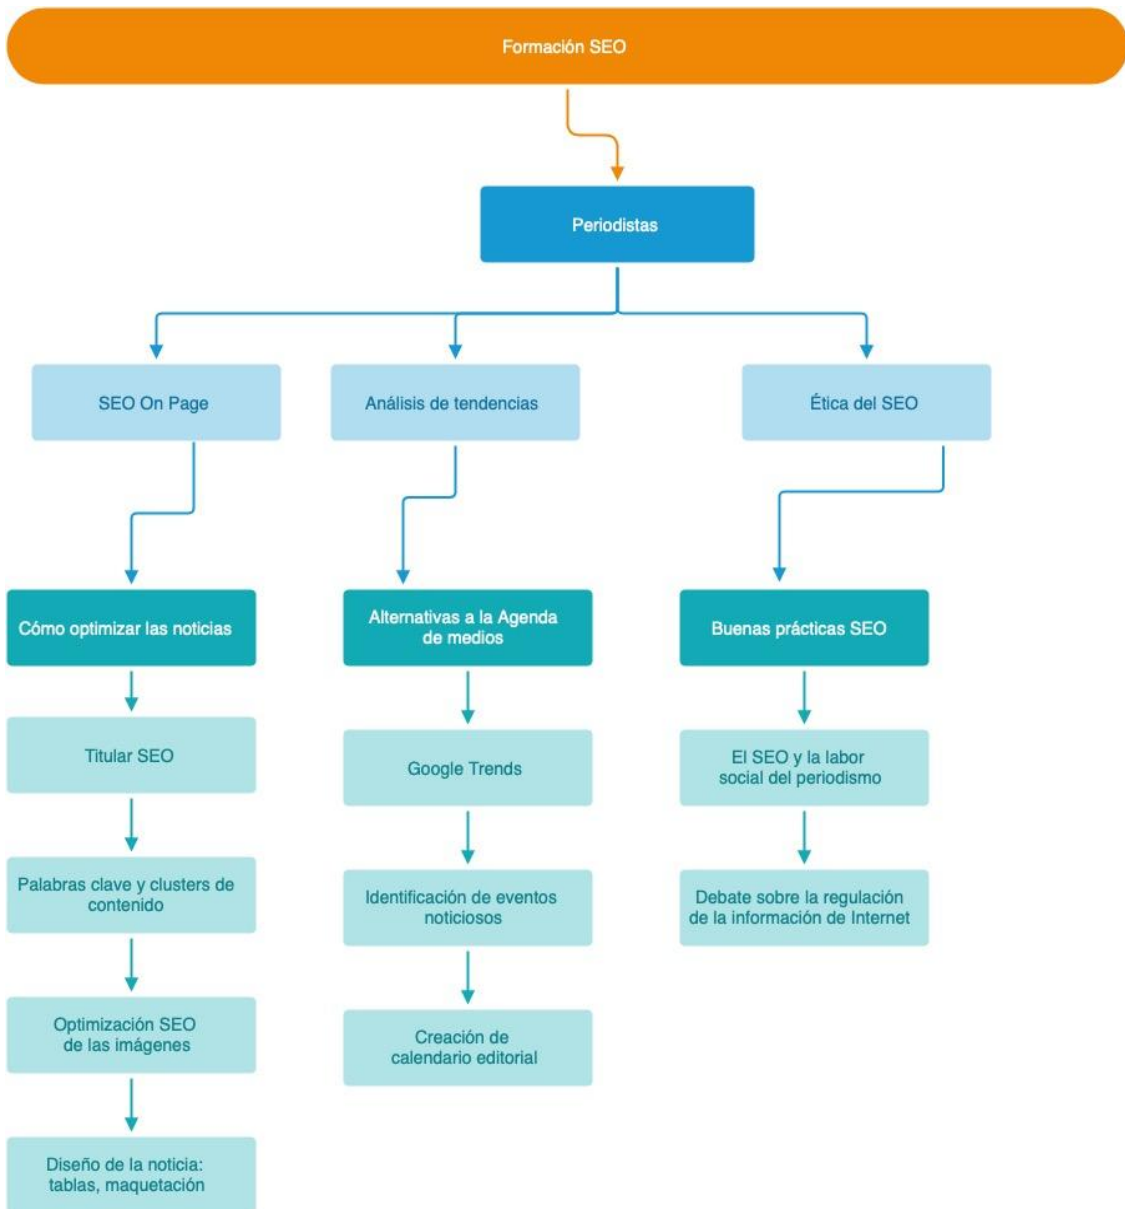 Formación SEO
Periodistas
SEO On Page
Análisis de tendencias
Ética del SEO
Cómo optimizar las noticias
Alternativas a la Agenda
de medios
Buenas prácticas SEO
Titular SEO
Google Trends
El SEO y la labor
social del periodismo
Palabras clave y clusters de
contenido
Identificación de eventos
noticiosos
Debate sobre la regulación
de la información de Internet
Optimización SEO
de las imágenes
Creación de
calendario editorial
Diseño de la noticia:
tablas, maquetación